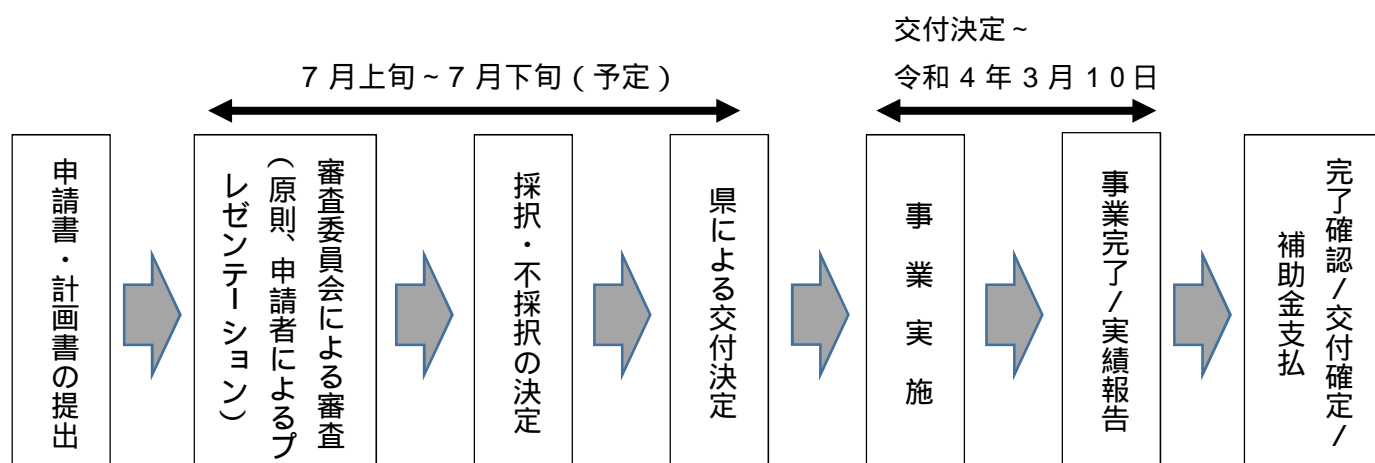 7月上旬~7月下旬(予定)
交付決定~
令和4年3月10日
申請書・計画書の提出
審査委員会による審査
(原則、申請者によるプ
レゼンテーション)
採択・不採択の決定
県による交付決定
事業実施
事業完了/実績報告
完了確認/交付確定/
補助金支払